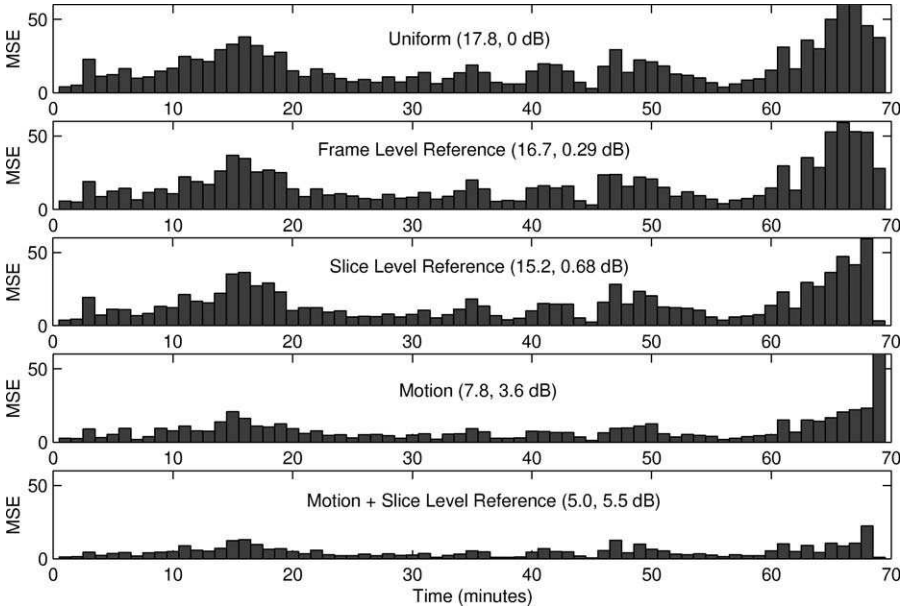 50
MSE
Uniform (17.8, 0 dB)
0
0 10 20 30 40 50 60 70
50
MSE
Frame Level Reference (16.7, 0.29 dB)
0
0 10 20 30 40 50 60 70
50
MSE
Slice Level Reference (15.2, 0.68 dB)
0
0 10 20 30 40 50 60 70
50
MSE
Motion (7.8, 3.6 dB)
0
0 10 20 30 40 50 60 70
50
MSE
Motion + Slice Level Reference (5.0, 5.5 dB)
0
0 10 20 30 40 50 60 70
Time (minutes)